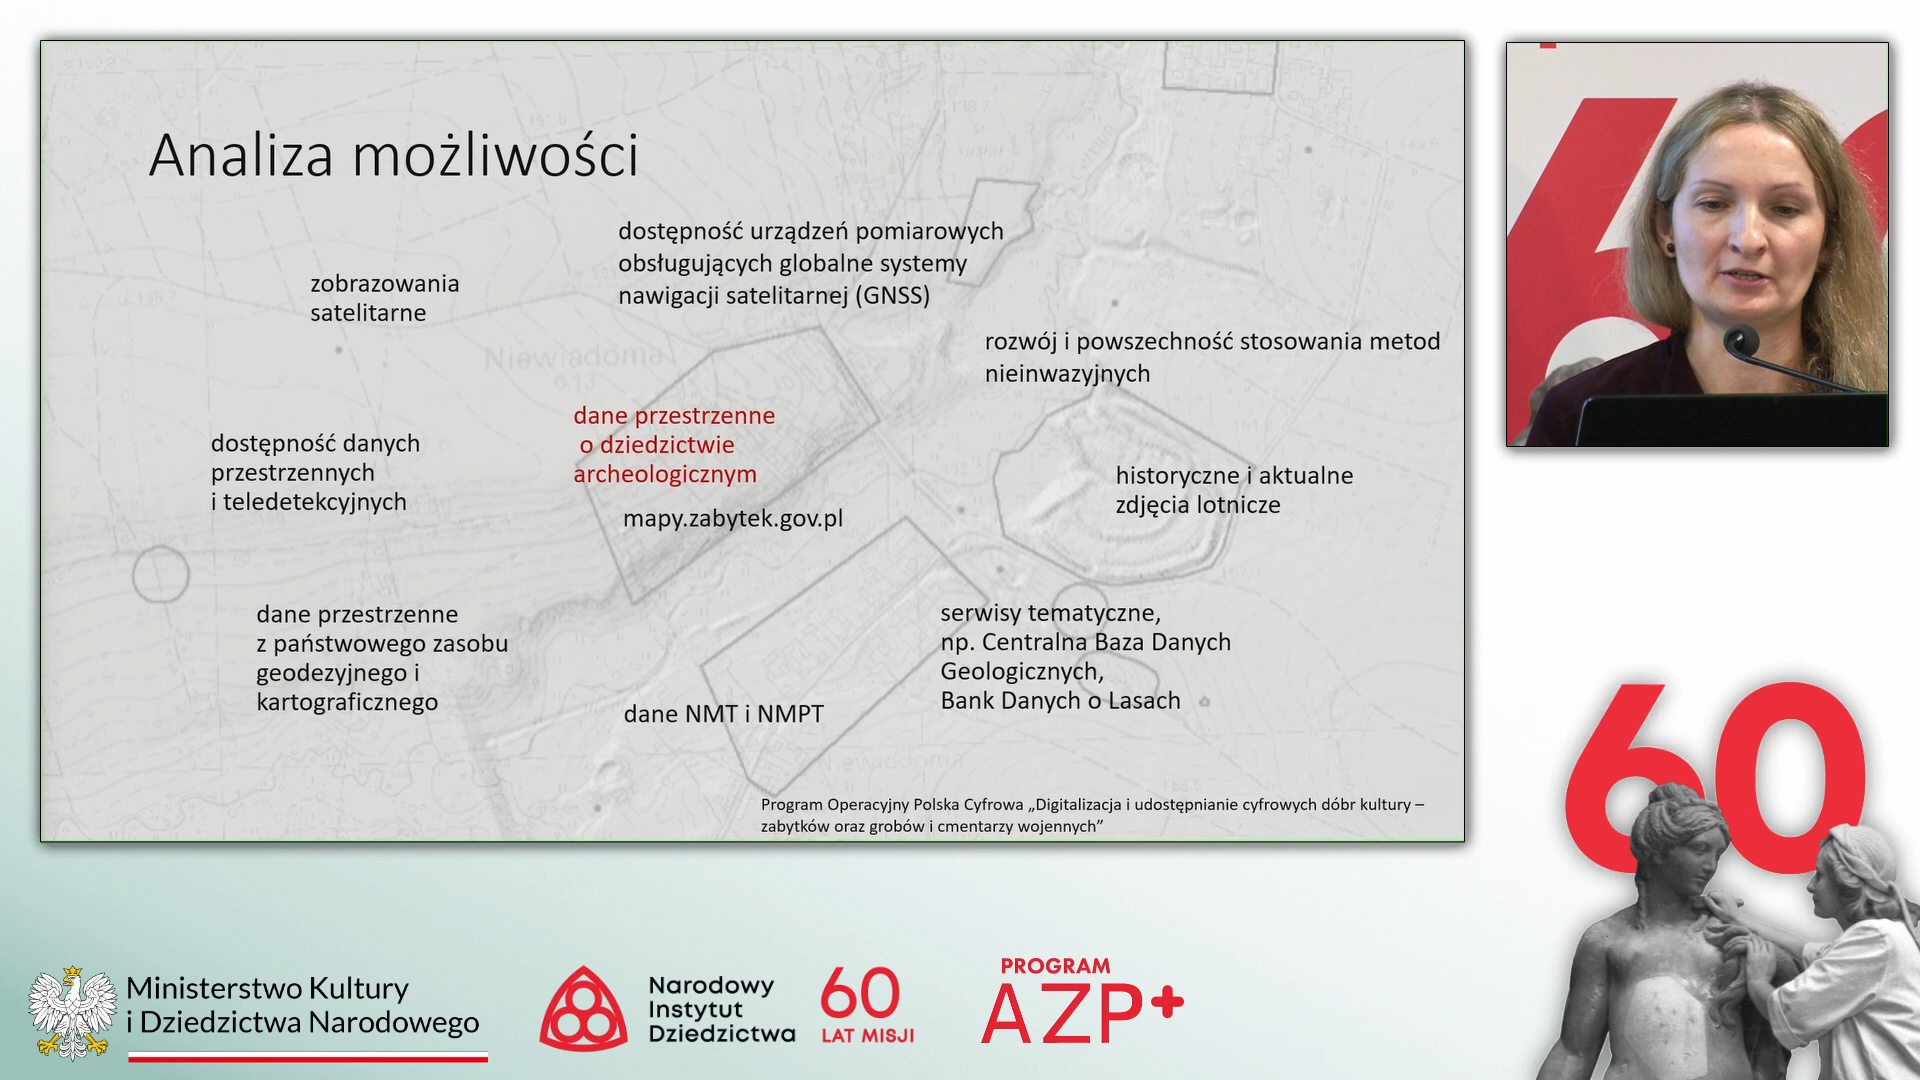 Analiza możliwości
dostępność urządzeń pomiarowych
obsługujących globalne systemy
nawigacji satelitarnej (GNSS)
zobrazowania
satelitarne
rozwój i powszechność stosowania metod
nieinwazyjnych
Niewiadoma
6.13
dane przestrzenne
o dziedzictwie
archeologicznym
mapy.zabytek.gov.pl
dostępność danych
przestrzennych
i teledetekcyjnych
historyczne i aktualne
zdjęcia lotnicze
dane przestrzenne
z państwowego zasobu
geodezyjnego i
kartograficznego
serwisy tematyczne,
np. Centralna Baza Danych
Geologicznych,
Bank Danych o Lasach
dane NMT i NMPT
Niewiadoma
Program Operacyjny Polska Cyfrowa „Digitalizacja i udostępnianie cyfrowych dóbr kultury –
zabytków oraz grobów i cmentarzy wojennych”
60
Ministerstwo Kultury
i Dziedzictwa Narodowego
Narodowy
Instytut
Dziedzictwa
60
LAT MISJI
PROGRAM
AZP+